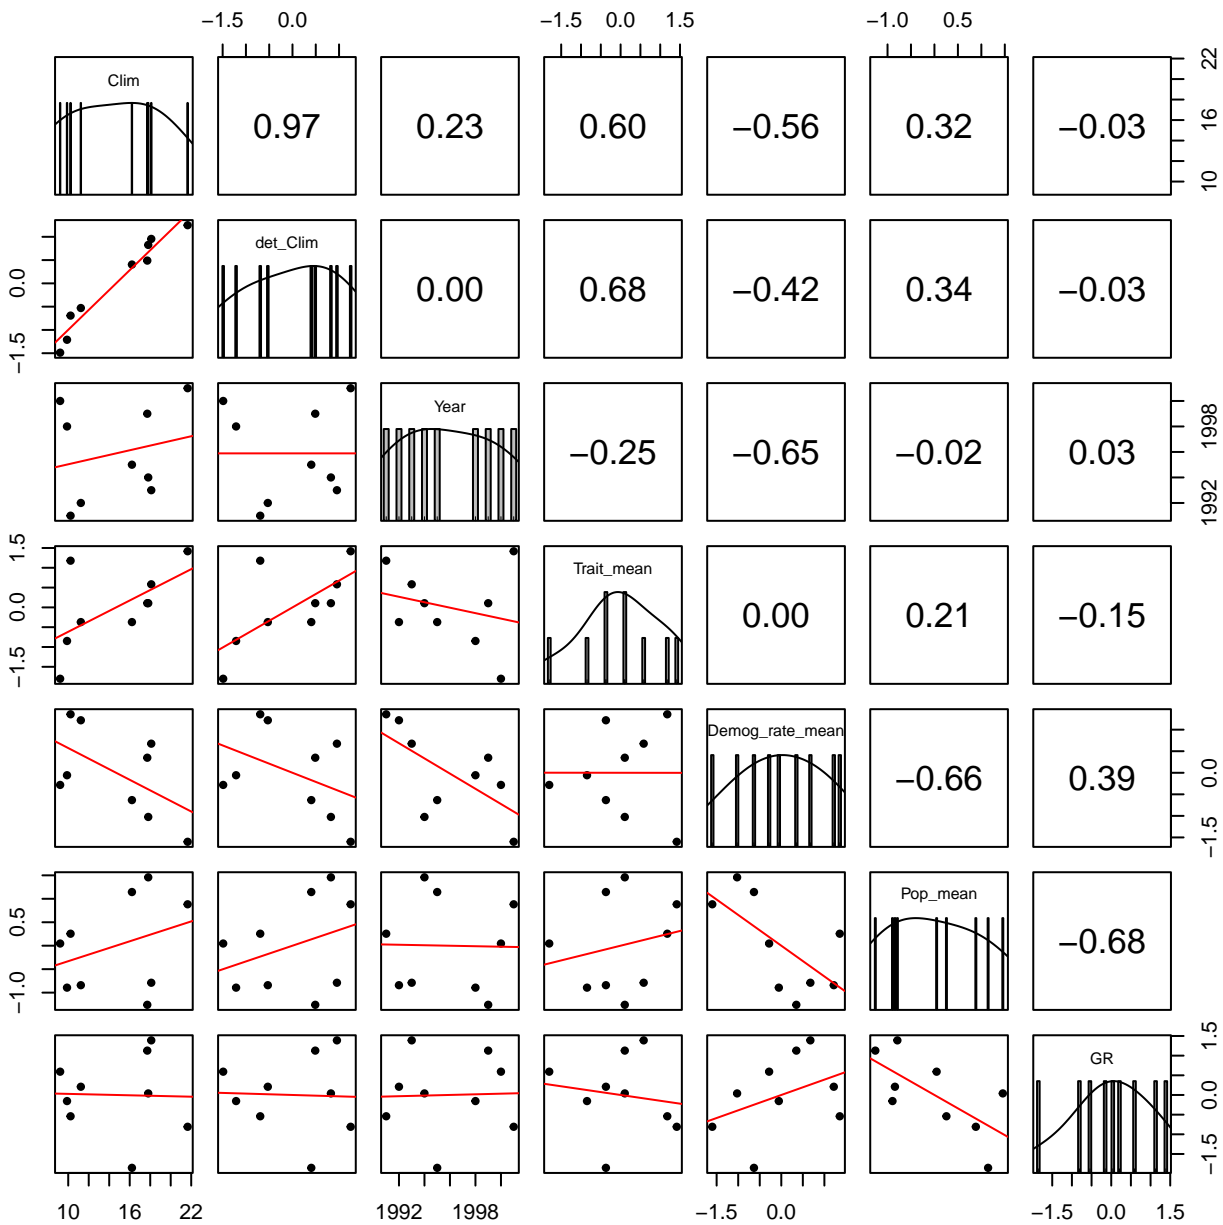 −1.5 0.0 −1.5 0.0 1.5 −1.0 0.5
Clim 0.97 0.23 0.60 −0.56 0.32 −0.03 10 16 22
−1.5 0.0 det_Clim 0.00 0.68 −0.42 0.34 −0.03
Year −0.25 −0.65 −0.02 0.03 1992 1998
−1.5 0.0 1.5 Trait_mean 0.00 0.21 −0.15
Demog_rate_mean −0.66 0.39 −1.5 0.0
−1.0 0.5 Pop_mean −0.68
GR −1.5 0.0 1.5
10 16 22 1992 1998 −1.5 0.0 −1.5 0.0 1.5